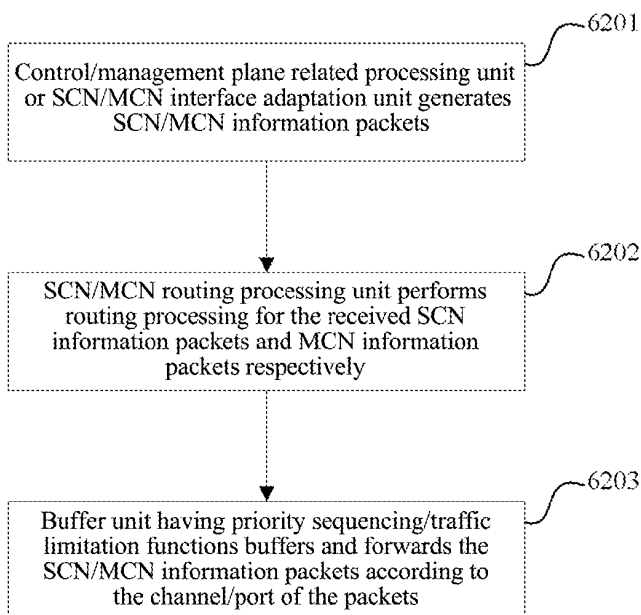 6201
Control/management plane related processing unit
or SCN/MCN interface adaptation unit generates
SCN/MCN information packets
6202
SCN/MCN routing processing unit performs
routing processing for the received SCN
information packets and MCN information
packets respectively
6203
Buffer unit having priority sequencing/traffic
limitation functions buffers and forwards the
SCN/MCN information packets according to
the channel/port of the packets